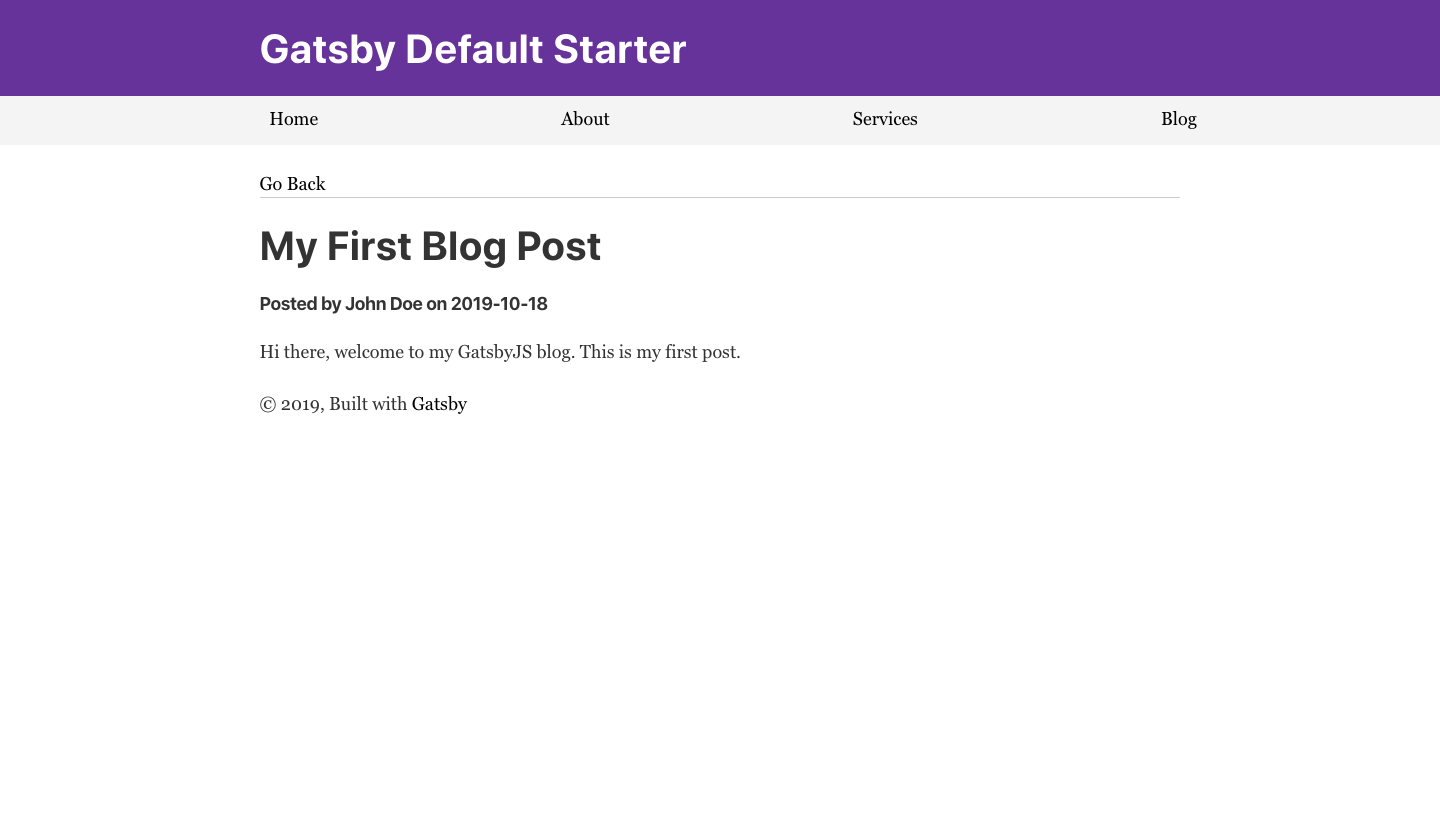 Gatsby Default Starter
Home About Services Blog
Go Back
My First Blog Post
Posted by John Doe on 2019-10-18
Hi there, welcome to my GatsbyJS blog. This is my first post.
© 2019, Built with Gatsby